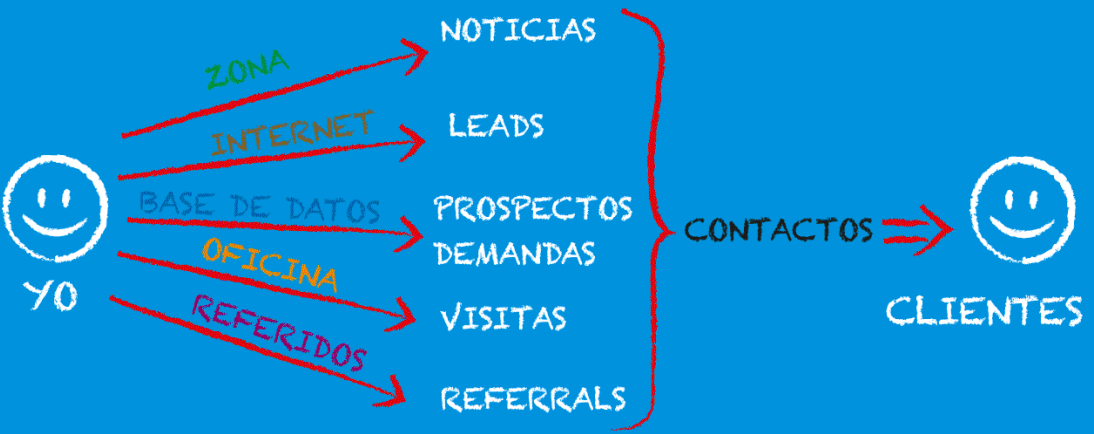 ZONA
NOTICIAS
INTERNET
LEADS
BASE DE DATOS
PROSPECTOS
DEMANDAS
OFICINA
VISITAS
REFERIDOS
REFERRALS
YO
CONTACTOS
CLIENTES